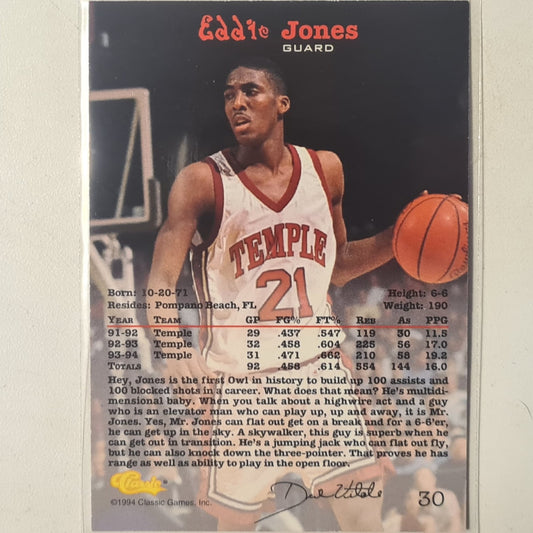 Eddie Jones
GUARD
TEMPLE
21
Born: 10-20-71 Height: 6-6
Resides: Pompano Beach, FL Weight: 190
YEAR TEAM GP FG% FT% REB AS PPG
91-92 Temple 29 .437 .547 119 30 11.5
92-93 Temple 32 .458 .604 225 56 17.0
93-94 Temple 31 .471 .662 210 58 19.2
TOTALS 92 .458 .614 554 144 16.0
Hey, Jones is the first Owl in history to build up 100 assists and
100 blocked shots in a career. What does that mean? He's multidi-
mensional baby. When you talk about a highwire act and a guy
who is an elevator man who can play up, up and away, it is Mr.
Jones. Yes, Mr. Jones can flat out get on a break and for a 6-6'er,
he can get up in the sky. A skywalker, this guy is superb when he
can get out in transition. He's a jumping jack who can flat out fly,
but he can also knock down the three-pointer. That proves he has
range as well as ability to play in the open floor.
Classic
©1994 Classic Games, Inc.
Dick Vitale
30